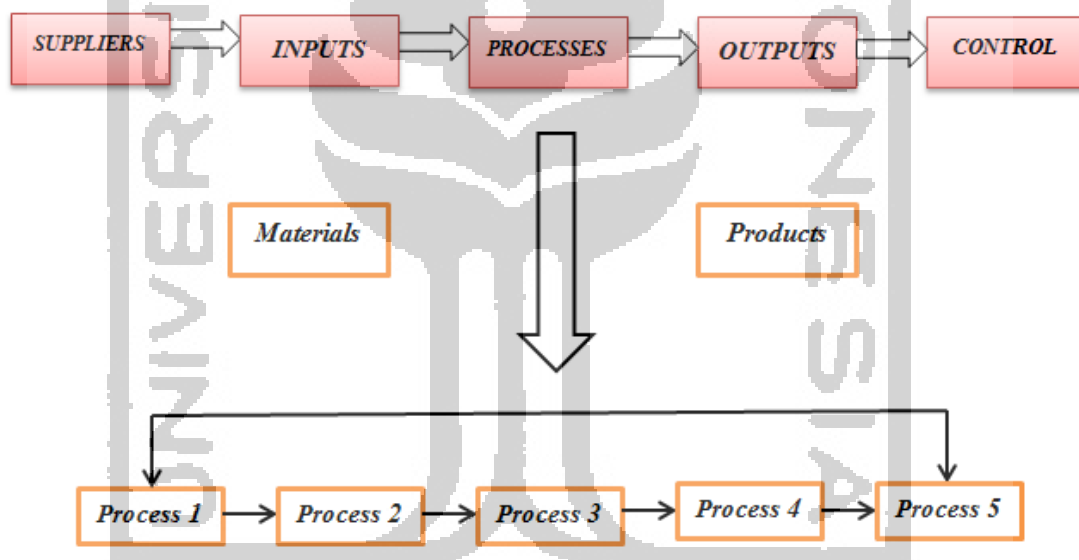 SUPPLIERS
INPUTS
PROCESSES
OUTPUTS
CONTROL
Materials
Products
Process 1
Process 2
Process 3
Process 4
Process 5